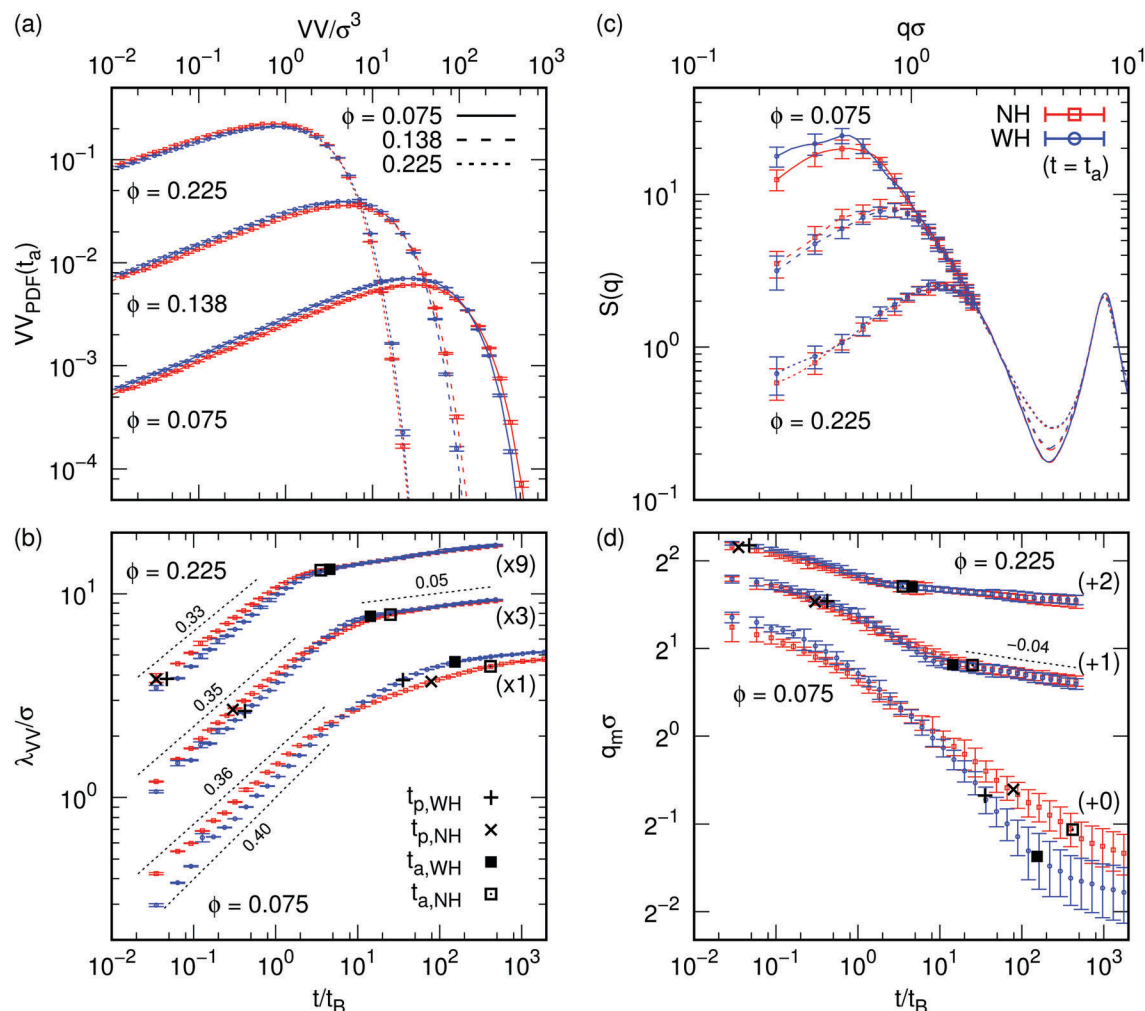 (a)
VV/σ³
10⁻² 10⁻¹ 10⁰ 10¹ 10² 10³
ϕ = 0.075
0.138
0.225
10⁻¹
10⁻²
10⁻³
10⁻⁴
VV_PDF(t_a)
ϕ = 0.225
ϕ = 0.138
ϕ = 0.075
(c)
qσ
10⁻¹ 10⁰ 10¹
ϕ = 0.075
NH
WH
(t = t_a)
10¹
10⁰
10⁻¹
S(q)
ϕ = 0.225
(b)
ϕ = 0.225
(x9)
0.05
0.33
(x3)
0.35
(x1)
0.36
0.40
10¹
10⁰
λ_VV/σ
t_p,WH
t_p,NH
t_a,WH
t_a,NH
ϕ = 0.075
10⁻² 10⁻¹ 10⁰ 10¹ 10² 10³
t/t_B
(d)
ϕ = 0.225
(+2)
−0.04
(+1)
ϕ = 0.075
(+0)
2²
2¹
2⁰
2⁻¹
2⁻²
q_mσ
10⁻² 10⁻¹ 10⁰ 10¹ 10² 10³
t/t_B